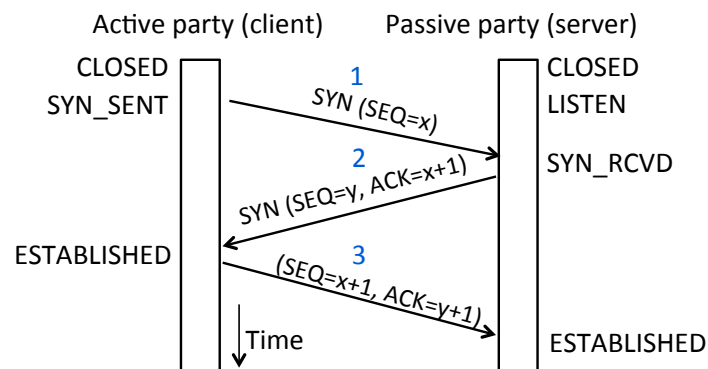 Active party (client) Passive party (server)
CLOSED 1 CLOSED
SYN_SENT SYN (SEQ=x) LISTEN
2 SYN_RCVD
SYN (SEQ=y, ACK=x+1)
ESTABLISHED 3
(SEQ=x+1, ACK=y+1)
Time ESTABLISHED